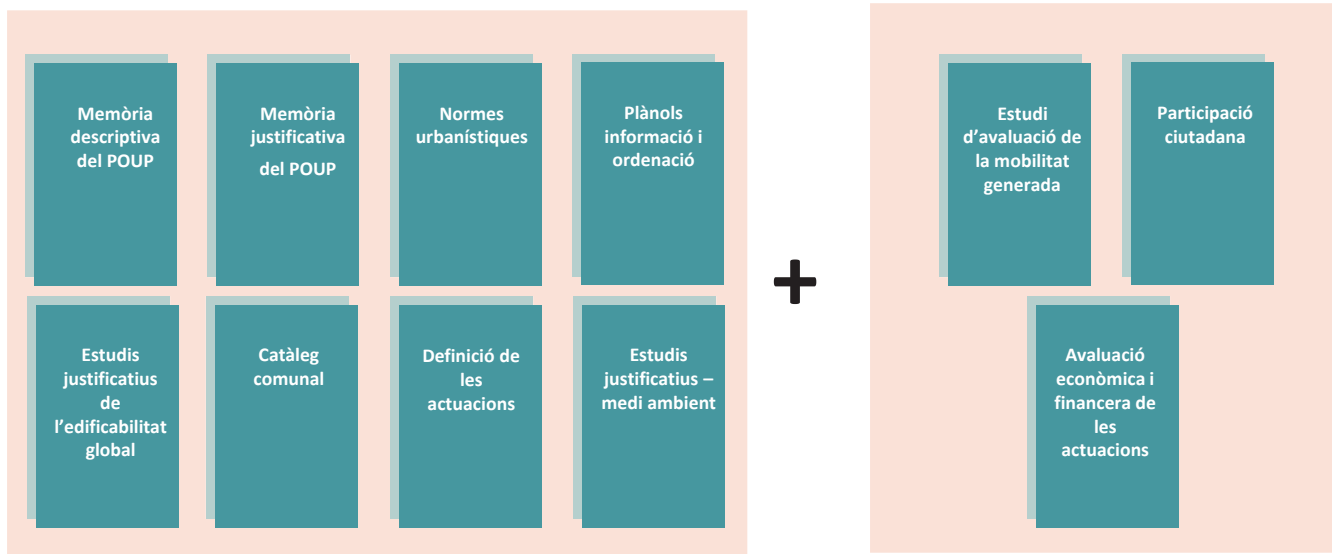 Memòria
descriptiva
del POUP
Memòria
justificativa
del POUP
Normes
urbanístiques
Plànols
informació i
ordenació
Estudis
justificatius
de
l’edificabilitat
global
Catàleg
comunal
Definició de
les
actuacions
Estudis
justificatius –
medi ambient
+
Estudi
d’avaluació de
la mobilitat
generada
Participació
ciutadana
Avaluació
econòmica i
financera de
les
actuacions